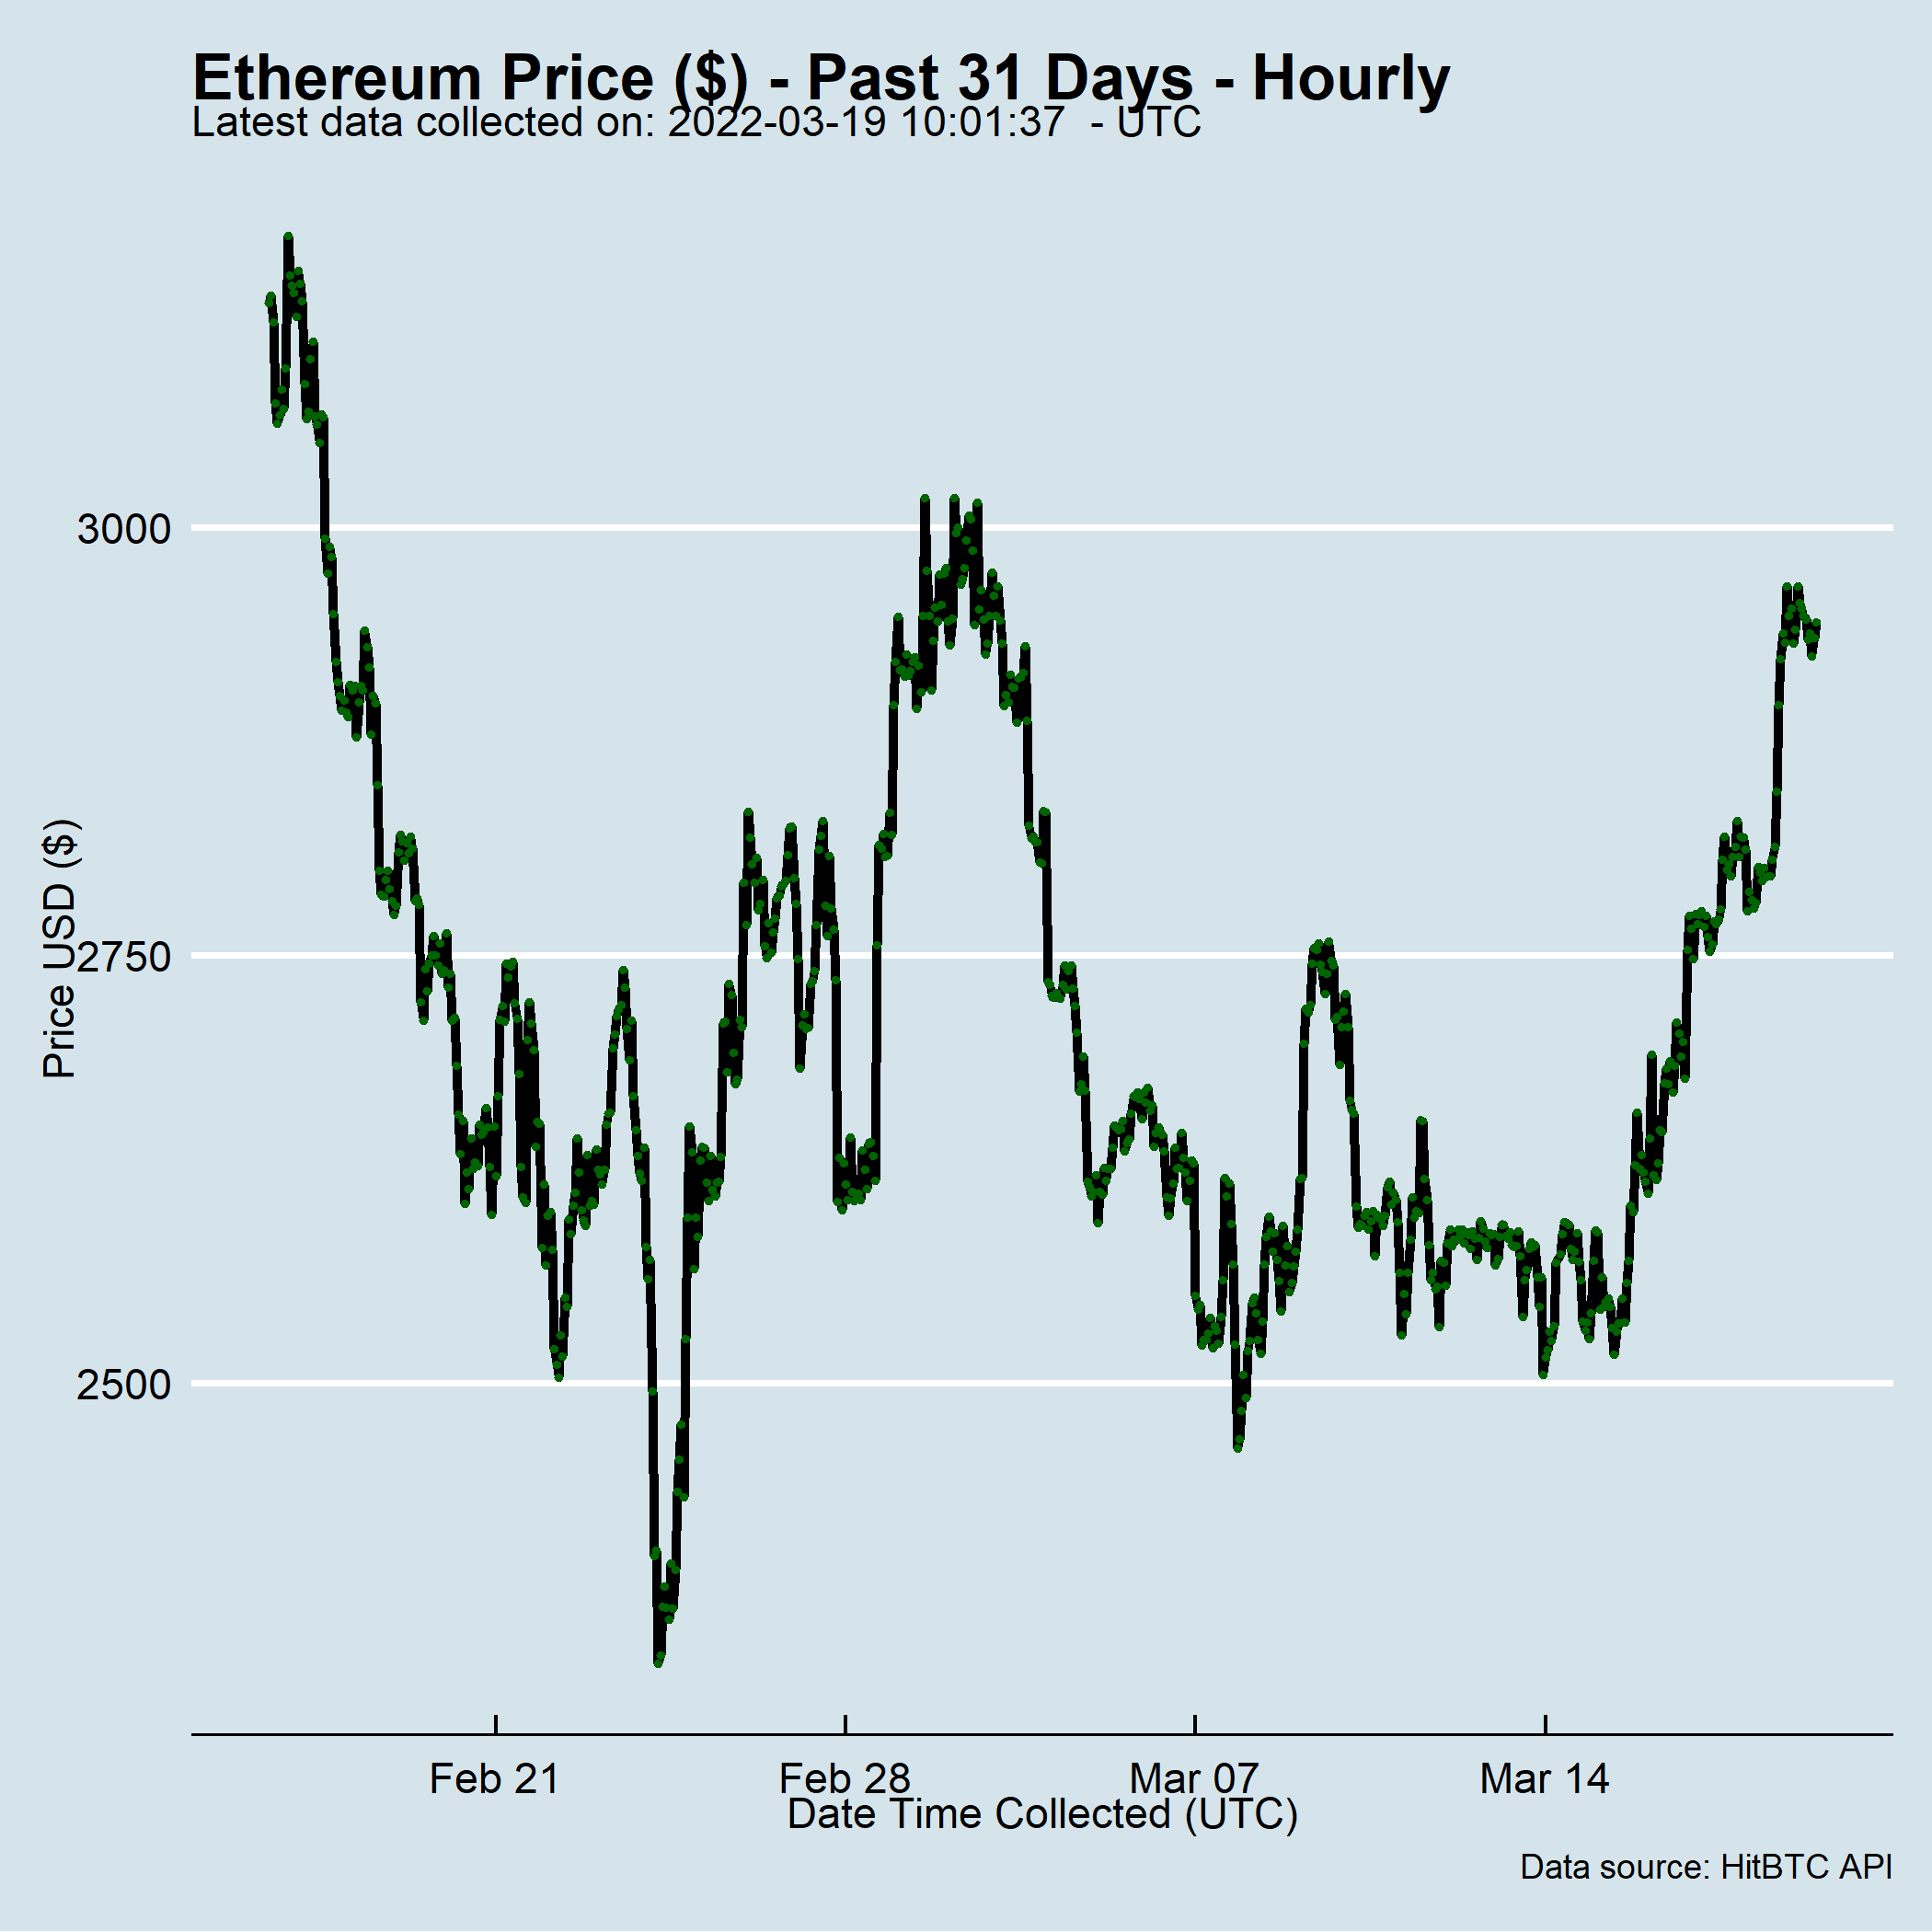 Ethereum Price ($) - Past 31 Days - Hourly
Latest data collected on: 2022-03-19 10:01:37  - UTC
Price USD ($)
3000
2750
2500
Feb 21
Feb 28
Mar 07
Mar 14
Date Time Collected (UTC)
Data source: HitBTC API